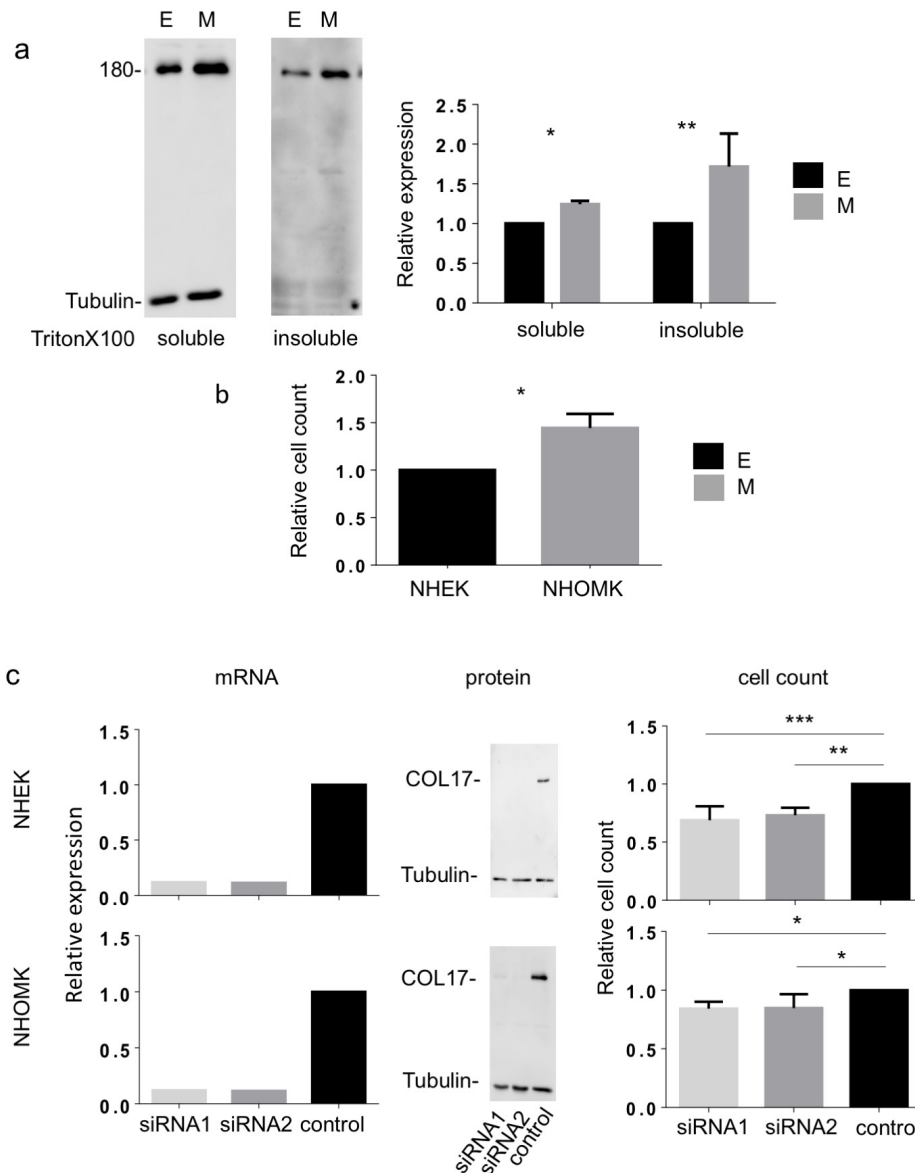 a
E M
E M
180-
Tubulin-
TritonX100 soluble insoluble
Relative expression
2.5
2.0
1.5
1.0
0.5
0.0
*
**
soluble insoluble
E
M
b
Relative cell count
2.0
1.5
1.0
0.5
0.0
*
NHEK NHOMK
E
M
c
mRNA protein cell count
NHEK
NHOMK
Relative expression
1.5
1.0
0.5
0.0
1.5
1.0
0.5
0.0
siRNA1 siRNA2 control
COL17-
Tubulin-
COL17-
Tubulin-
siRNA1
siRNA2
control
Relative cell count
1.5
1.0
0.5
0.0
***
**
1.5
1.0
0.5
0.0
*
*
siRNA1 siRNA2 control